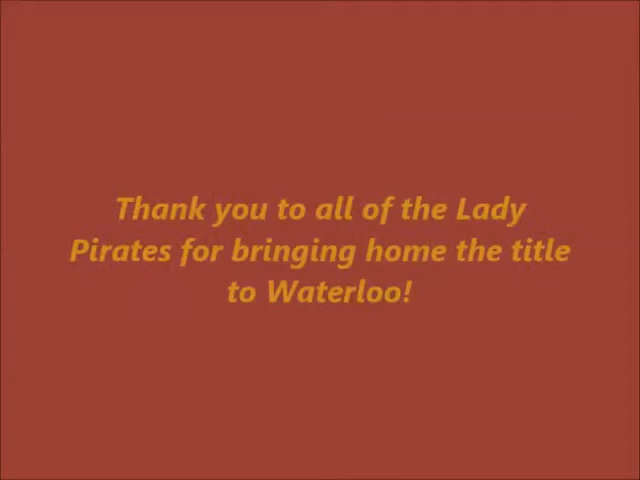 Thank you to all of the Lady
Pirates for bringing home the title
to Waterloo!